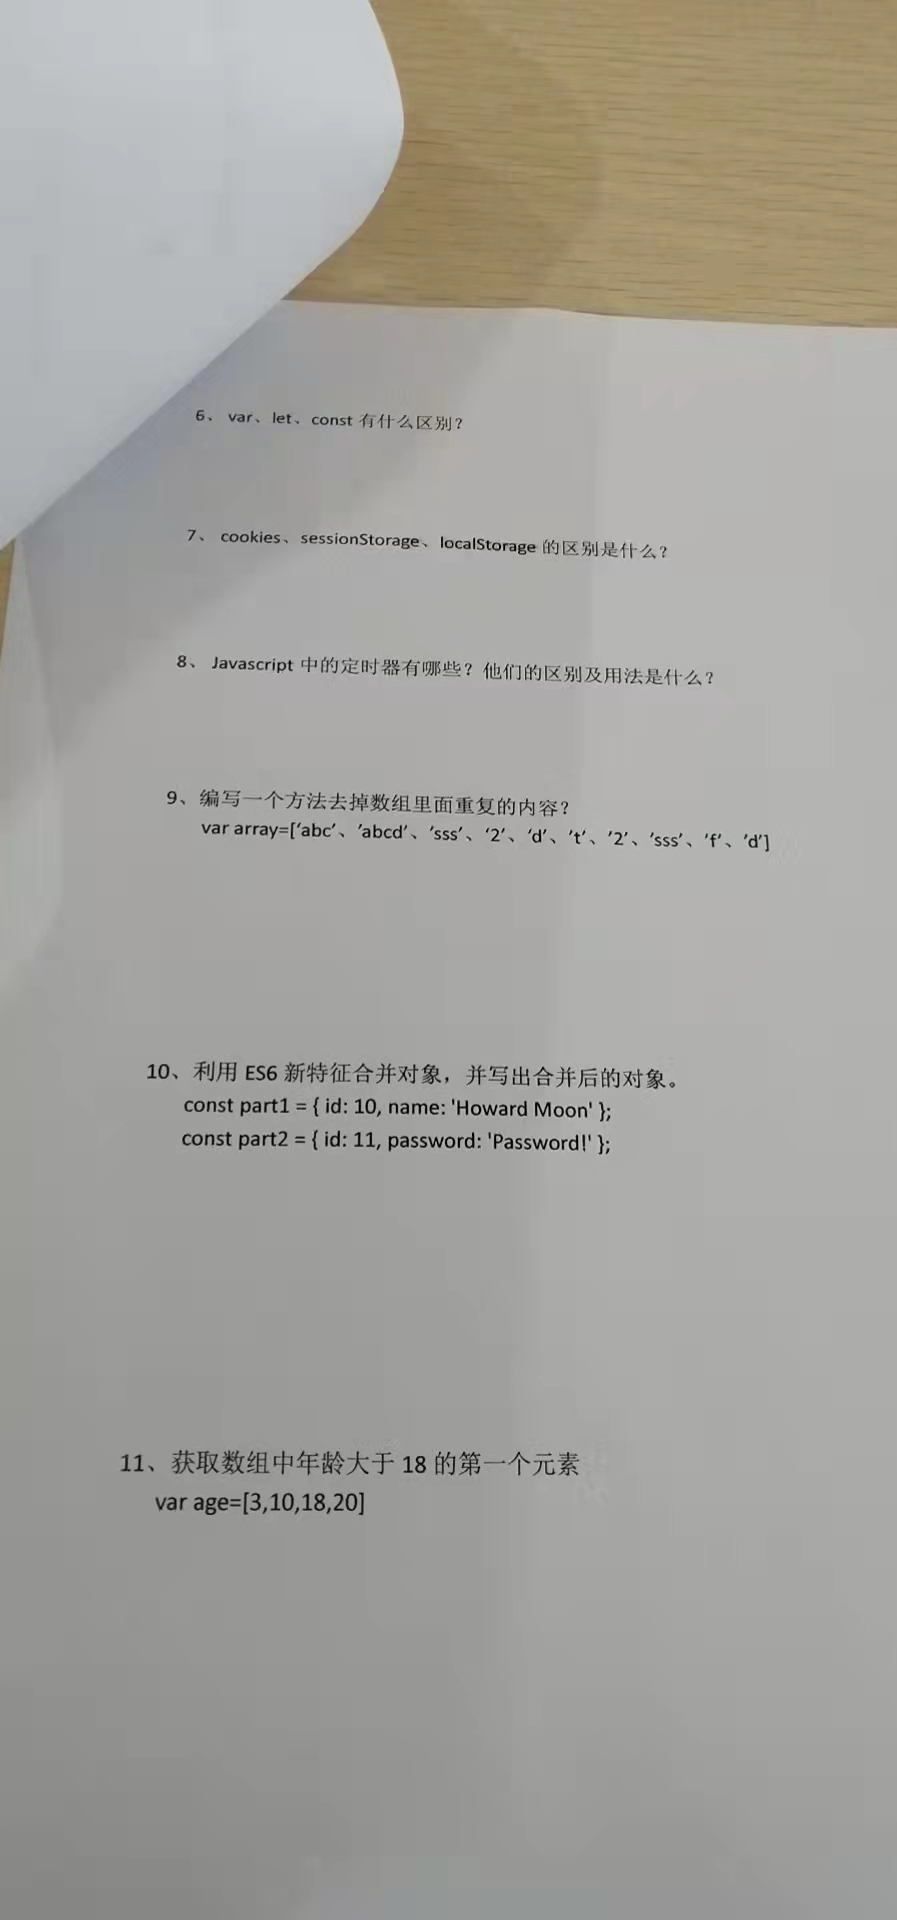 6、 var、let、const 有什么区别?
7、 cookies、sessionStorage、localStorage 的区别是什么?
8、 Javascript 中的定时器有哪些? 他们的区别及用法是什么?
9、编写一个方法去掉数组里面重复的内容?
var array=['abc'、'abcd'、'sss'、'2'、'd'、't'、'2'、'sss'、'f'、'd']
10、利用 ES6 新特征合并对象，并写出合并后的对象。
const part1 = { id: 10, name: 'Howard Moon' };
const part2 = { id: 11, password: 'Password!' };
11、获取数组中年龄大于 18 的第一个元素
var age=[3,10,18,20]